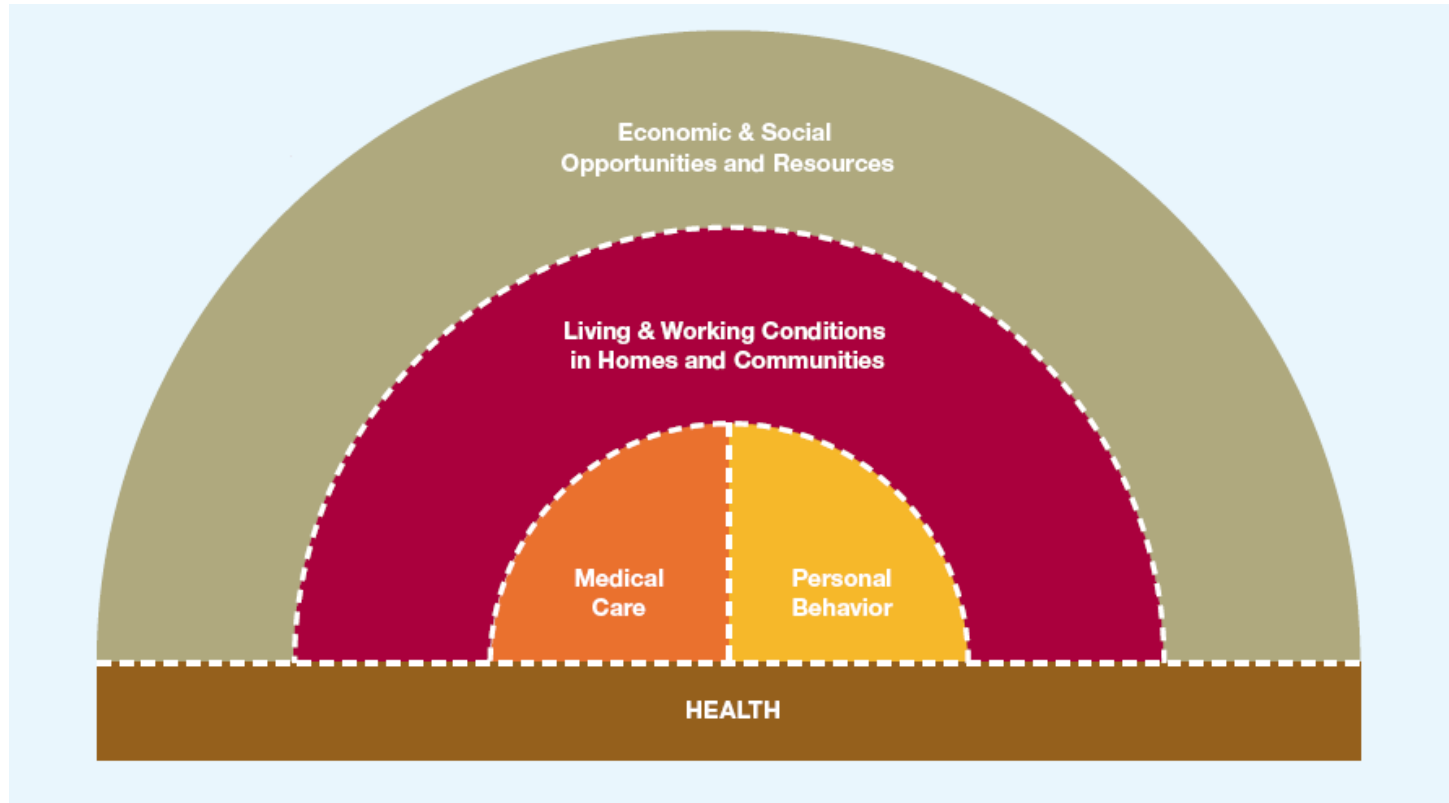 Economic & Social
Opportunities and Resources
Living & Working Conditions
in Homes and Communities
Medical
Care
Personal
Behavior
HEALTH